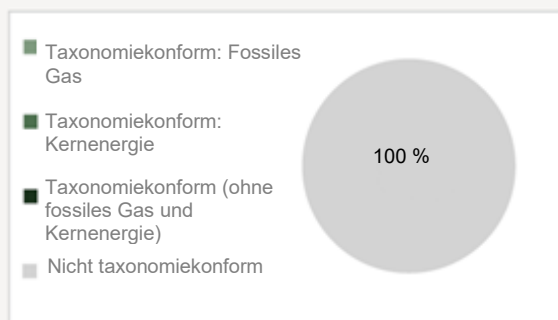 Taxonomiekonform: Fossiles
Gas
Taxonomiekonform:
Kernenergie
Taxonomiekonform (ohne
fossiles Gas und
Kernenergie)
Nicht taxonomiekonform
100 %